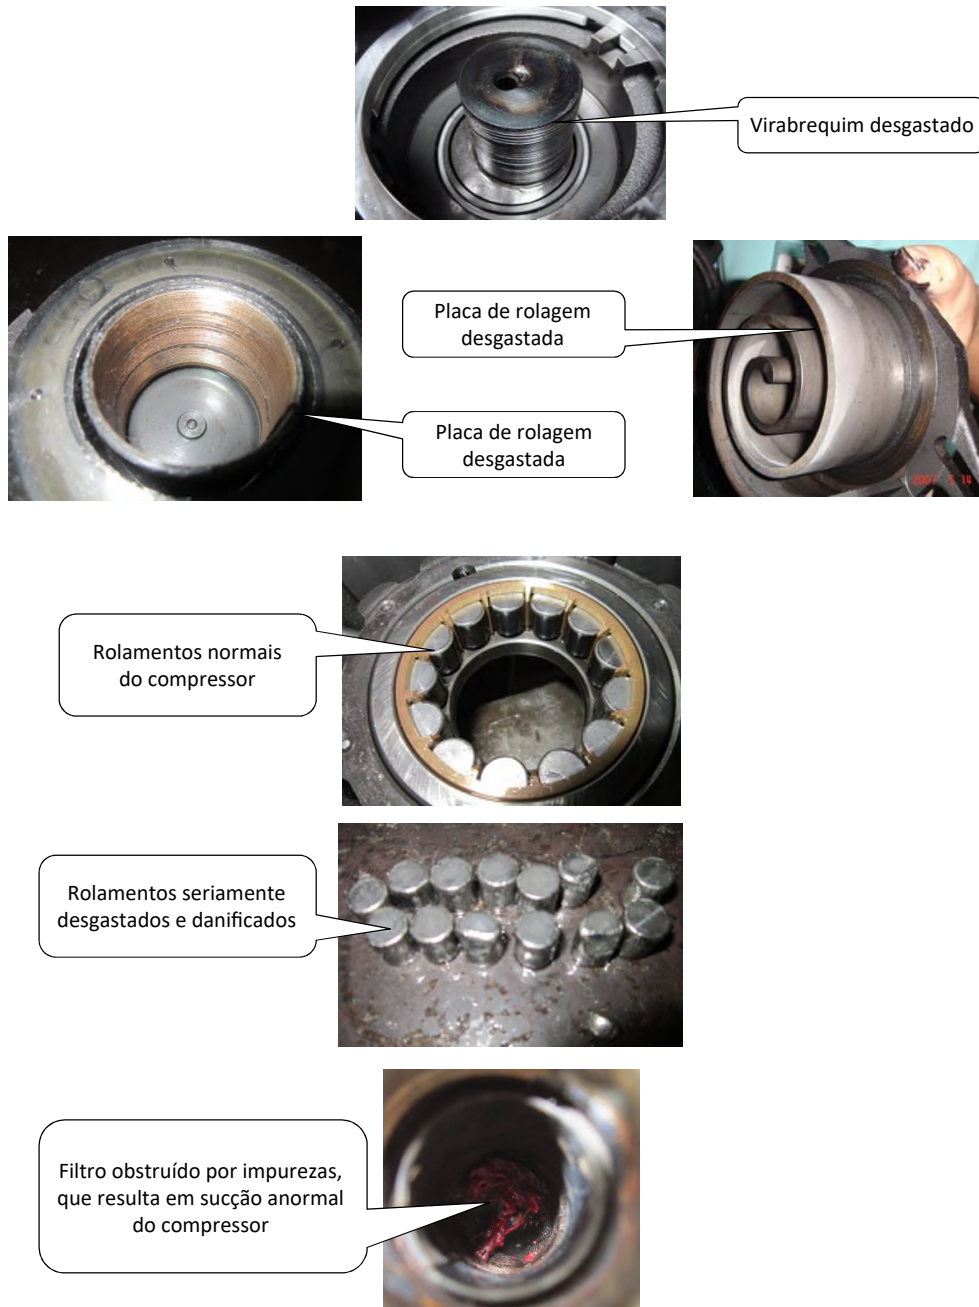 Virabrequim desgastado
Placa de rolagem
desgastada
Placa de rolagem
desgastada
Rolamentos normais
do compressor
Rolamentos seriamente
desgastados e danificados
Filtro obstruído por impurezas,
que resulta em sucção anormal
do compressor